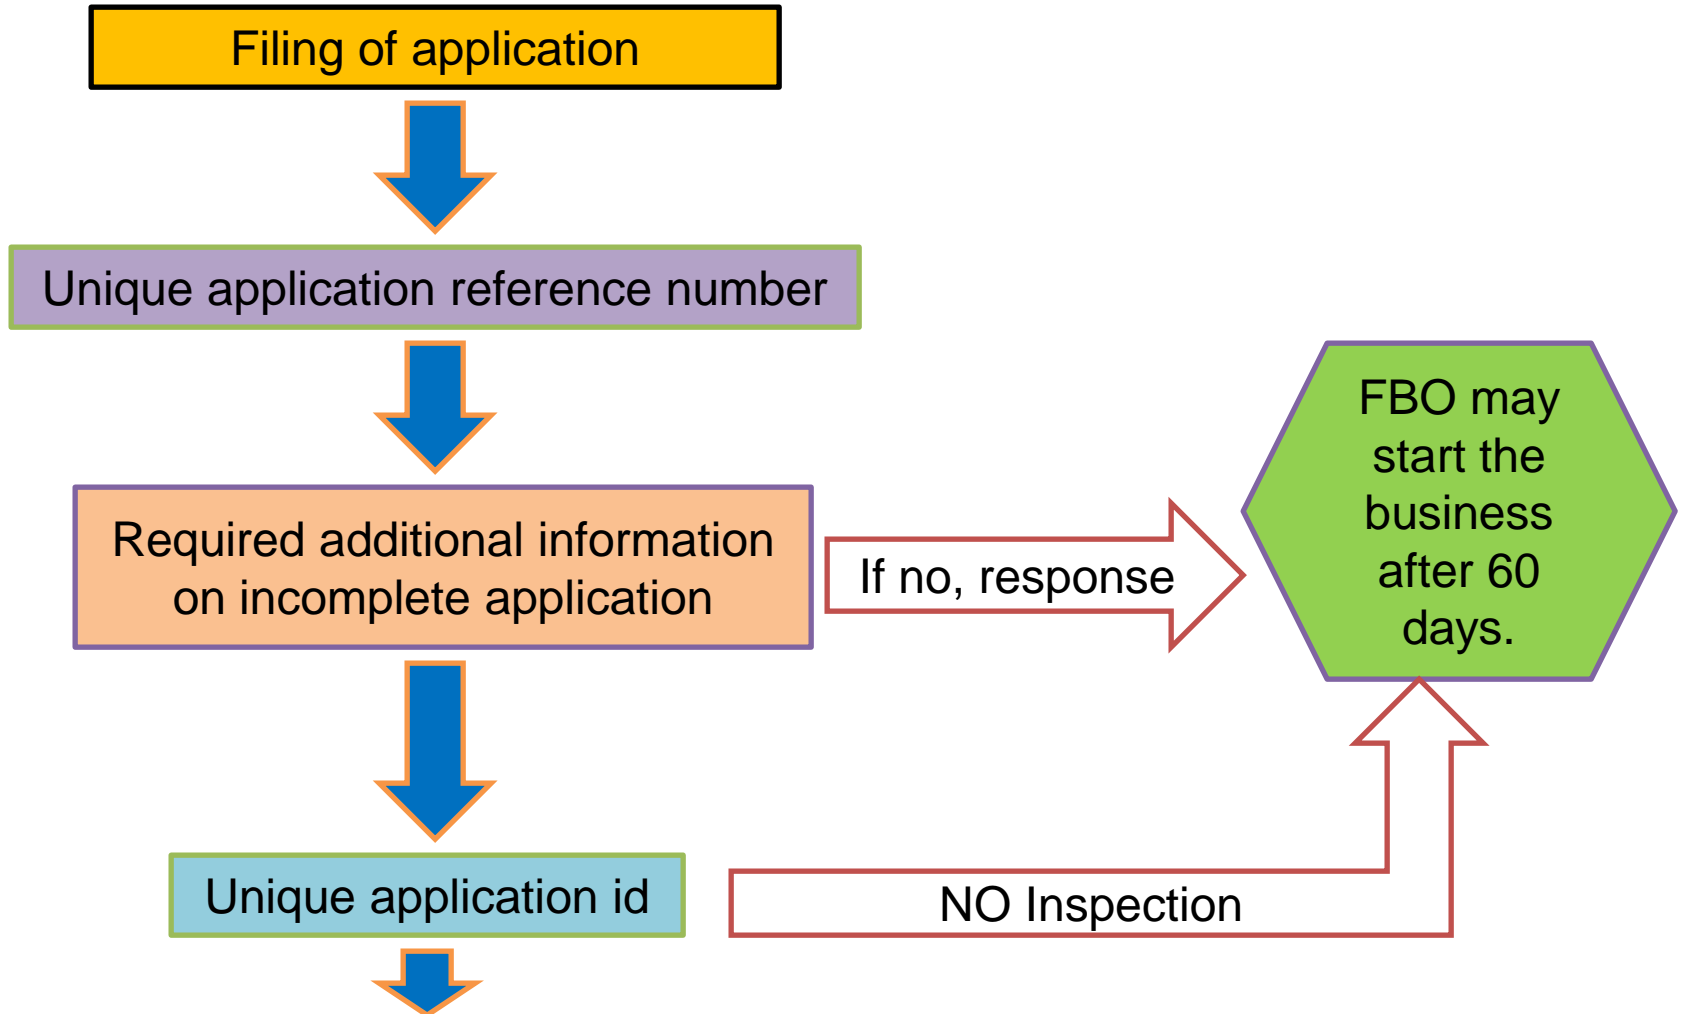 Filing of application
Unique application reference number
Required additional information
on incomplete application
If no, response
FBO may
start the
business
after 60
days.
Unique application id
NO Inspection